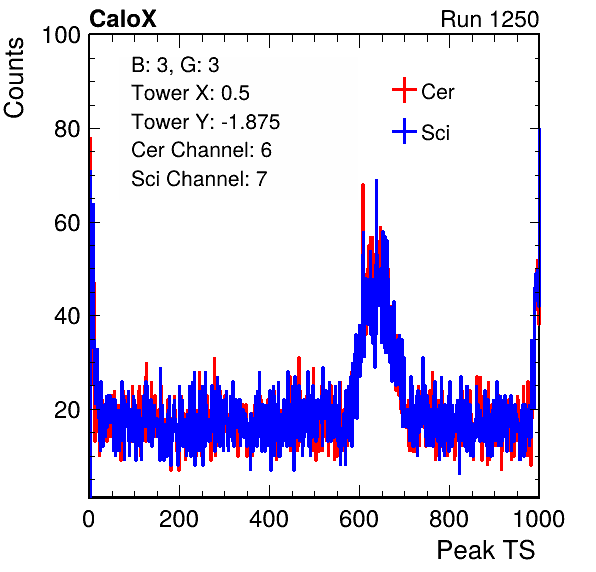 CaloX Run 1250
Counts
100
80
60
40
20
B: 3, G: 3
Tower X: 0.5
Tower Y: -1.875
Cer Channel: 6
Sci Channel: 7
Cer
Sci
0 200 400 600 800 1000
Peak TS